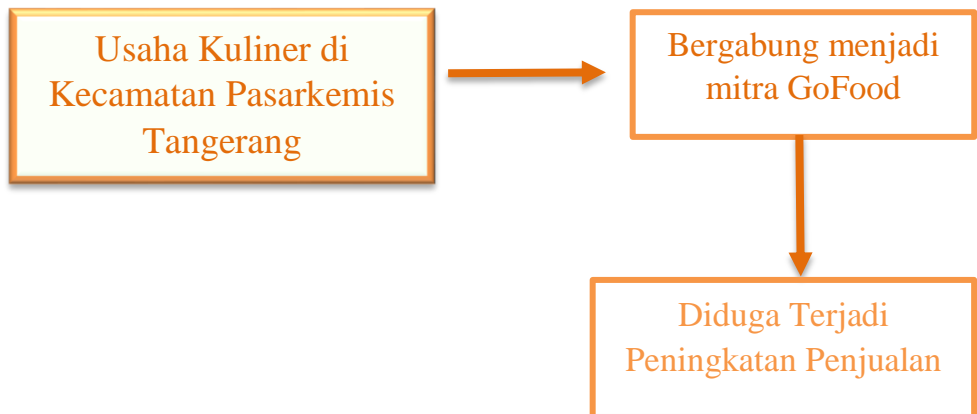 Usaha Kuliner di
Kecamatan Pasarkemis
Tangerang
Bergabung menjadi
mitra GoFood
Diduga Terjadi
Peningkatan Penjualan